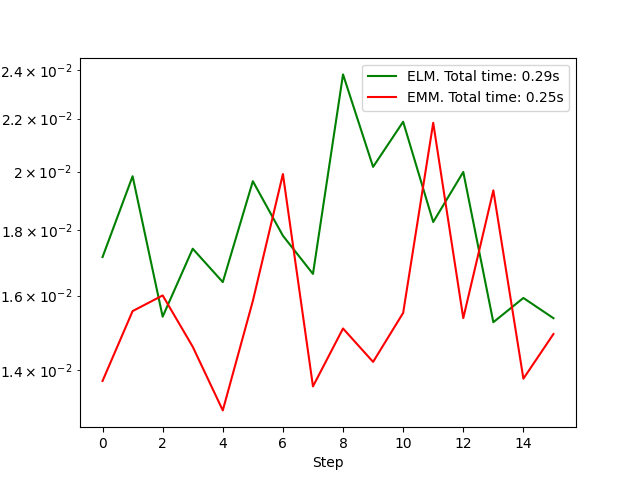 ELM. Total time: 0.29s
EMM. Total time: 0.25s
2.4 × 10⁻²
2.2 × 10⁻²
2 × 10⁻²
1.8 × 10⁻²
1.6 × 10⁻²
1.4 × 10⁻²
0 2 4 6 8 10 12 14
Step